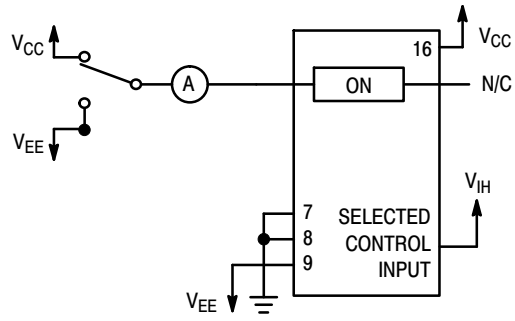 VCC
16
VCC
A
ON
N/C
VEE
VIH
7
SELECTED
8
CONTROL
9
INPUT
VEE